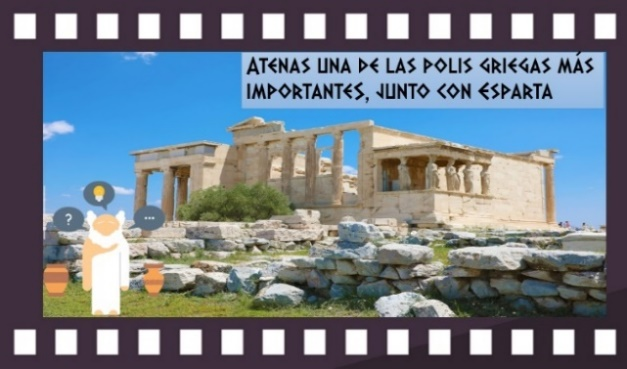 ATENAS UNA DE LAS POLIS GRIEGAS MÁS
IMPORTANTES, JUNTO CON ESPARTA
?
...